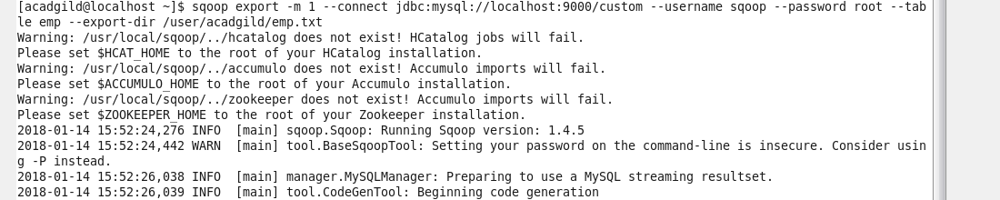 [acadgild@localhost ~]$ sqoop export -m 1 --connect jdbc:mysql://localhost:9000/custom --username sqoop --password root --tab
le emp --export-dir /user/acadgild/emp.txt
Warning: /usr/local/sqoop/../hcatalog does not exist! HCatalog jobs will fail.
Please set $HCAT_HOME to the root of your HCatalog installation.
Warning: /usr/local/sqoop/../accumulo does not exist! Accumulo imports will fail.
Please set $ACCUMULO_HOME to the root of your Accumulo installation.
Warning: /usr/local/sqoop/../zookeeper does not exist! Accumulo imports will fail.
Please set $ZOOKEEPER_HOME to the root of your Zookeeper installation.
2018-01-14 15:52:24,276 INFO  [main] sqoop.Sqoop: Running Sqoop version: 1.4.5
2018-01-14 15:52:24,442 WARN  [main] tool.BaseSqoopTool: Setting your password on the command-line is insecure. Consider usin
g -P instead.
2018-01-14 15:52:26,038 INFO  [main] manager.MySQLManager: Preparing to use a MySQL streaming resultset.
2018-01-14 15:52:26,039 INFO  [main] tool.CodeGenTool: Beginning code generation